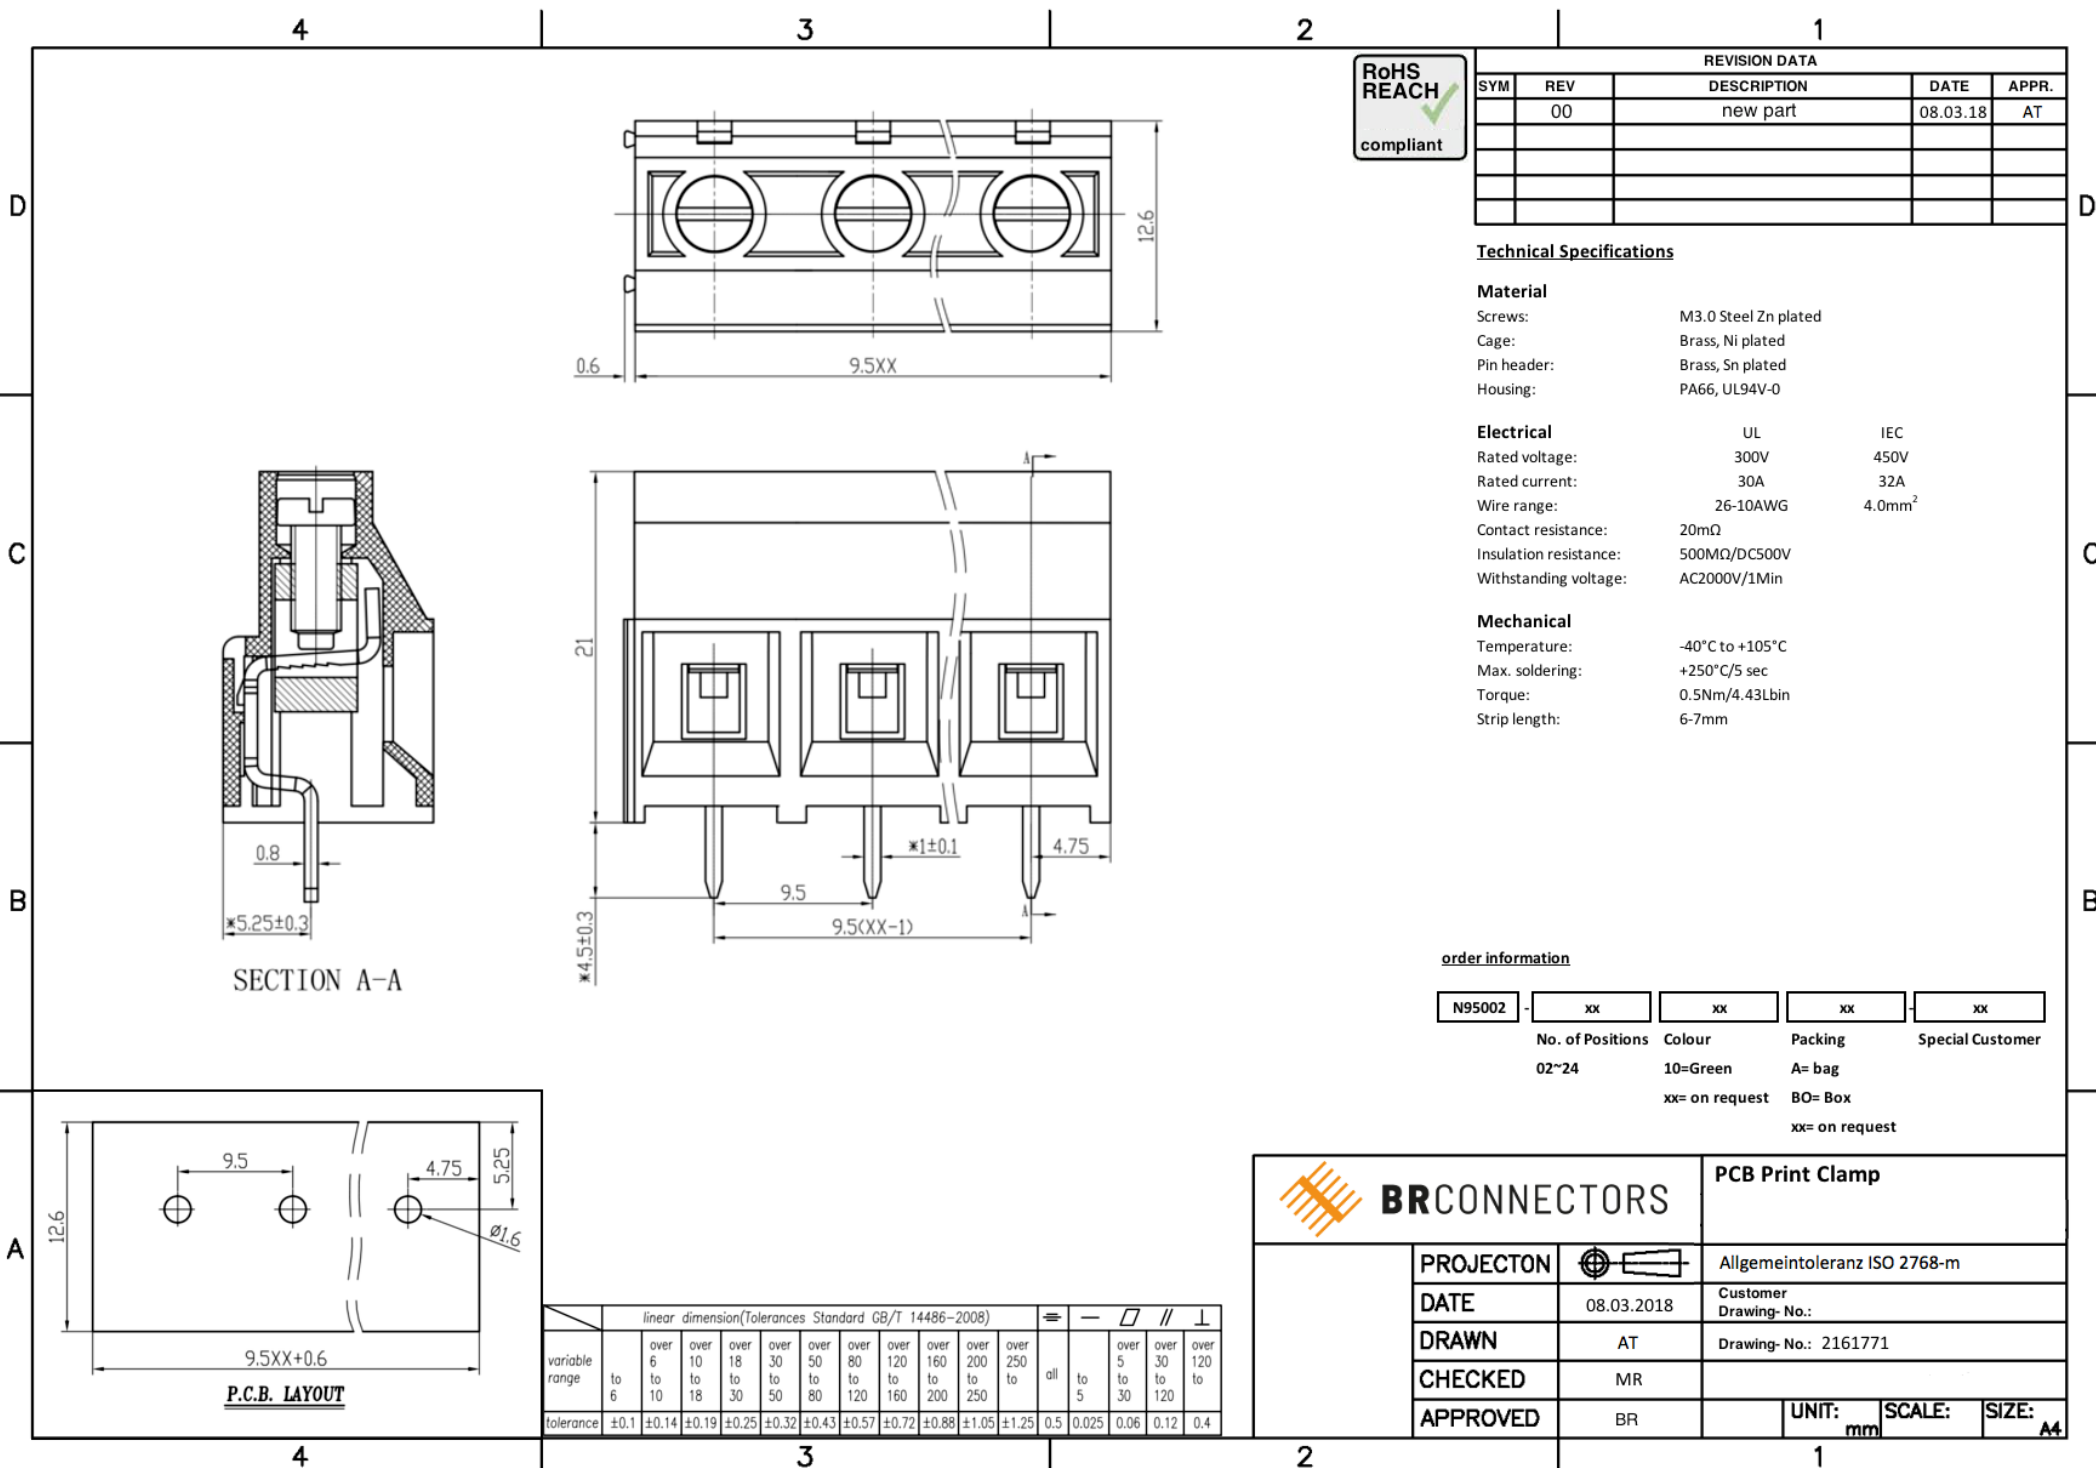 4 3 2 1
D
C
B
A
D
C
B
RoHS
REACH
compliant
REVISION DATA
SYM REV DESCRIPTION DATE APPR.
00 new part 08.03.18 AT
12.6
0.6 9.5XX
Technical Specifications
Material
Screws: M3.0 Steel Zn plated
Cage: Brass, Ni plated
Pin header: Brass, Sn plated
Housing: PA66, UL94V-0
Electrical UL IEC
Rated voltage: 300V 450V
Rated current: 30A 32A
Wire range: 26-10AWG 4.0mm²
Contact resistance: 20mΩ
Insulation resistance: 500MΩ/DC500V
Withstanding voltage: AC2000V/1Min
Mechanical
Temperature: -40°C to +105°C
Max. soldering: +250°C/5 sec
Torque: 0.5Nm/4.43Lbin
Strip length: 6-7mm
0.8
*5.25±0.3
SECTION A-A
A
21
*1±0.1
4.75
9.5
A
9.5(XX-1)
*4.5±0.3
order information
N95002 - xx xx xx - xx
No. of Positions Colour Packing Special Customer
02~24 10=Green A= bag
xx= on request BO= Box
xx= on request
9.5
4.75
5.25
12.6
Ø1.6
9.5XX+0.6
P.C.B. LAYOUT
linear dimension(Tolerances Standard GB/T 14486-2008) ⌯ — ▱ // ⊥
variable range to 6 over 6 to 10 over 10 to 18 over 18 to 30 over 30 to 50 over 50 to 80 over 80 to 120 over 120 to 160 over 160 to 200 over 200 to 250 over 250 to all to 5 over 5 to 30 over 30 to 120 over 120 to
tolerance ±0.1 ±0.14 ±0.19 ±0.25 ±0.32 ±0.43 ±0.57 ±0.72 ±0.88 ±1.05 ±1.25 0.5 0.025 0.06 0.12 0.4
BRCONNECTORS
PCB Print Clamp
PROJECTON Allgemeintoleranz ISO 2768-m
DATE 08.03.2018
Customer
Drawing- No.:
DRAWN AT
Drawing- No.: 2161771
CHECKED MR
APPROVED BR
UNIT: mm SCALE: SIZE: A4
4 3 2 1